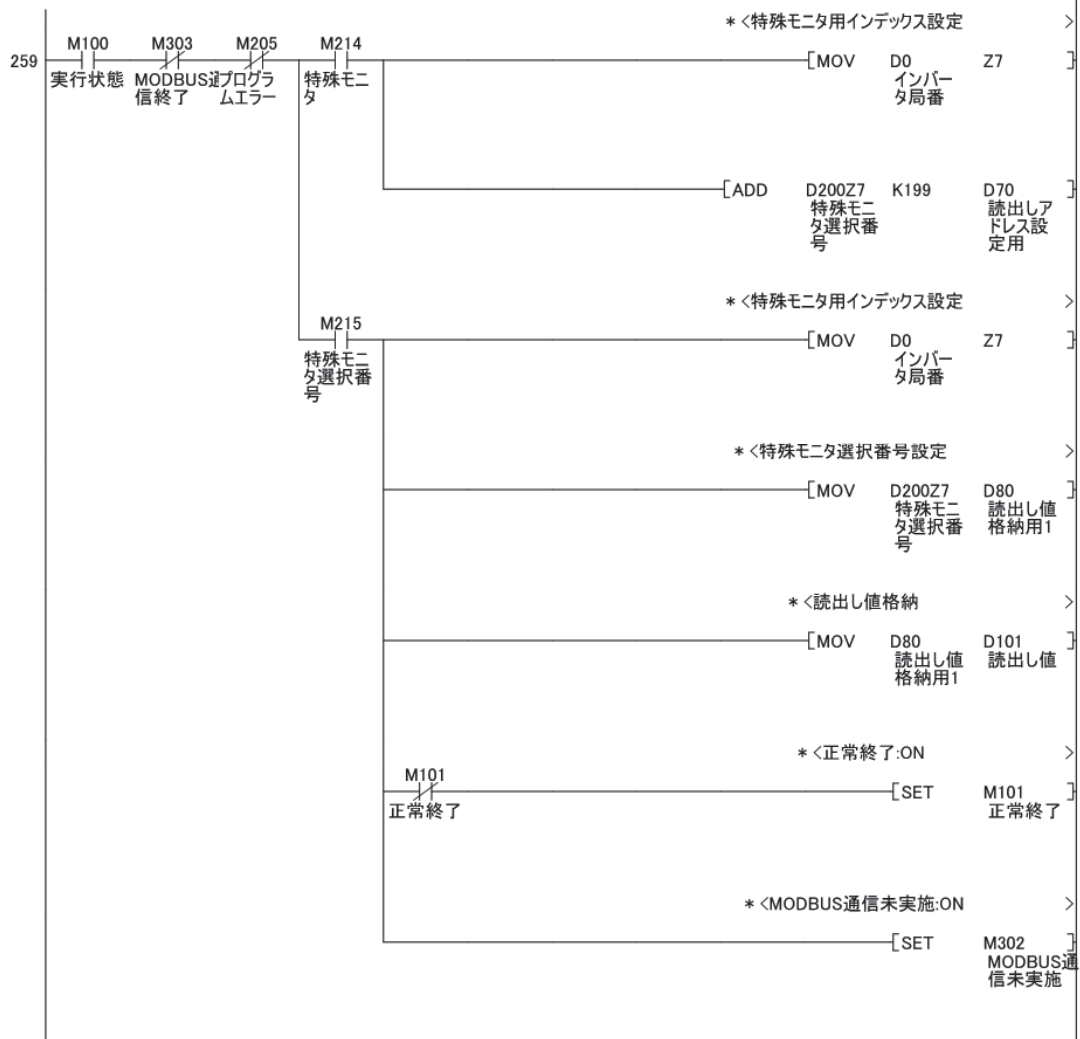 *<特殊モニタ用インデックス設定 >
M100 M303 M205 M214
259 [MOV D0 Z7 ]
実行状態 MODBUS通プログラ 特殊モニ インバー
信終了 ムエラー タ タ局番
[ADD D200Z7 K199 D70 ]
特殊モニ 読出しア
タ選択番 ドレス設
号 定用
*<特殊モニタ用インデックス設定 >
M215
[MOV D0 Z7 ]
特殊モニ インバー
タ選択番 タ局番
号
*<特殊モニタ選択番号設定 >
[MOV D200Z7 D80 ]
特殊モニ 読出し値
タ選択番 格納用1
号
*<読出し値格納 >
[MOV D80 D101 ]
読出し値 読出し値
格納用1
*<正常終了:ON >
M101
[SET M101 ]
正常終了 正常終了
*<MODBUS通信未実施:ON >
[SET M302 ]
MODBUS通
信未実施